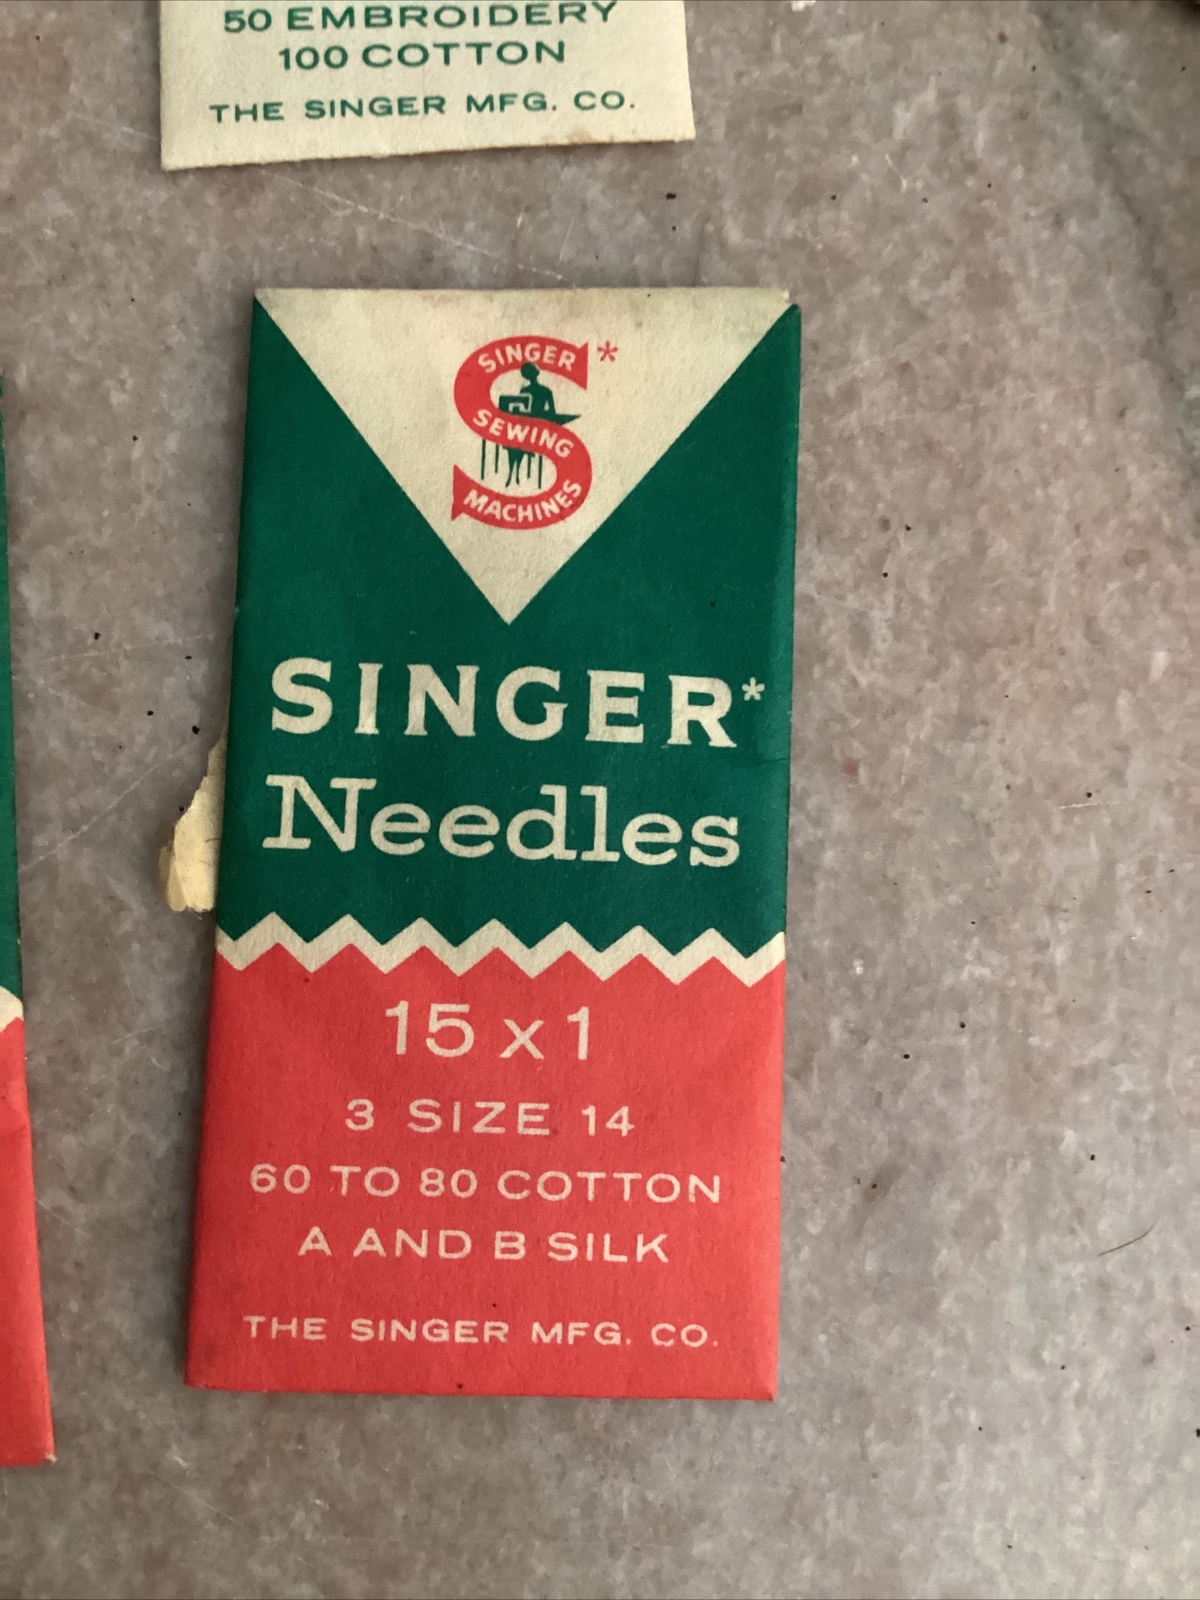 50 EMBROIDERY
100 COTTON
THE SINGER MFG. CO.
SINGER*
SEWING
MACHINES
SINGER*
Needles
15 x 1
3 SIZE 14
60 TO 80 COTTON
A AND B SILK
THE SINGER MFG. CO.